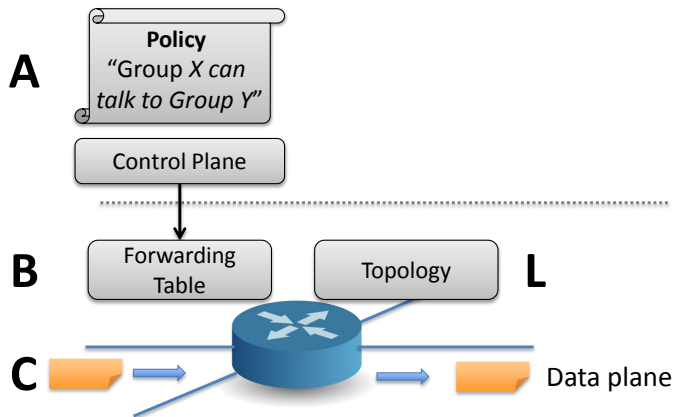 A
Policy
“Group X can
talk to Group Y”
Control Plane
B
Forwarding
Table
Topology
L
C
Data plane